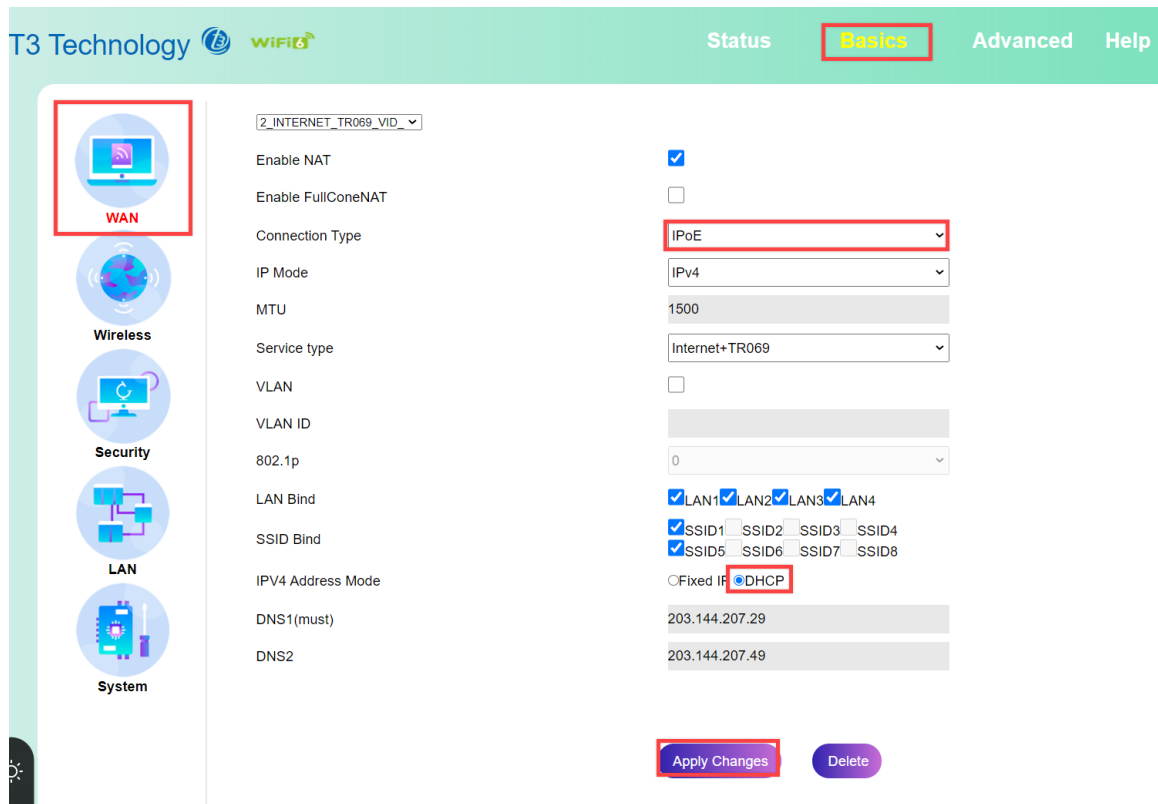 T3 Technology WiFi6 Status Basics Advanced Help
WAN
Wireless
Security
LAN
System
2_INTERNET_TR069_VID_
Enable NAT
Enable FullConeNAT
Connection Type IPoE
IP Mode IPv4
MTU 1500
Service type Internet+TR069
VLAN
VLAN ID
802.1p 0
LAN Bind LAN1 LAN2 LAN3 LAN4
SSID Bind SSID1 SSID2 SSID3 SSID4
SSID5 SSID6 SSID7 SSID8
IPV4 Address Mode Fixed IP DHCP
DNS1(must) 203.144.207.29
DNS2 203.144.207.49
Apply Changes Delete